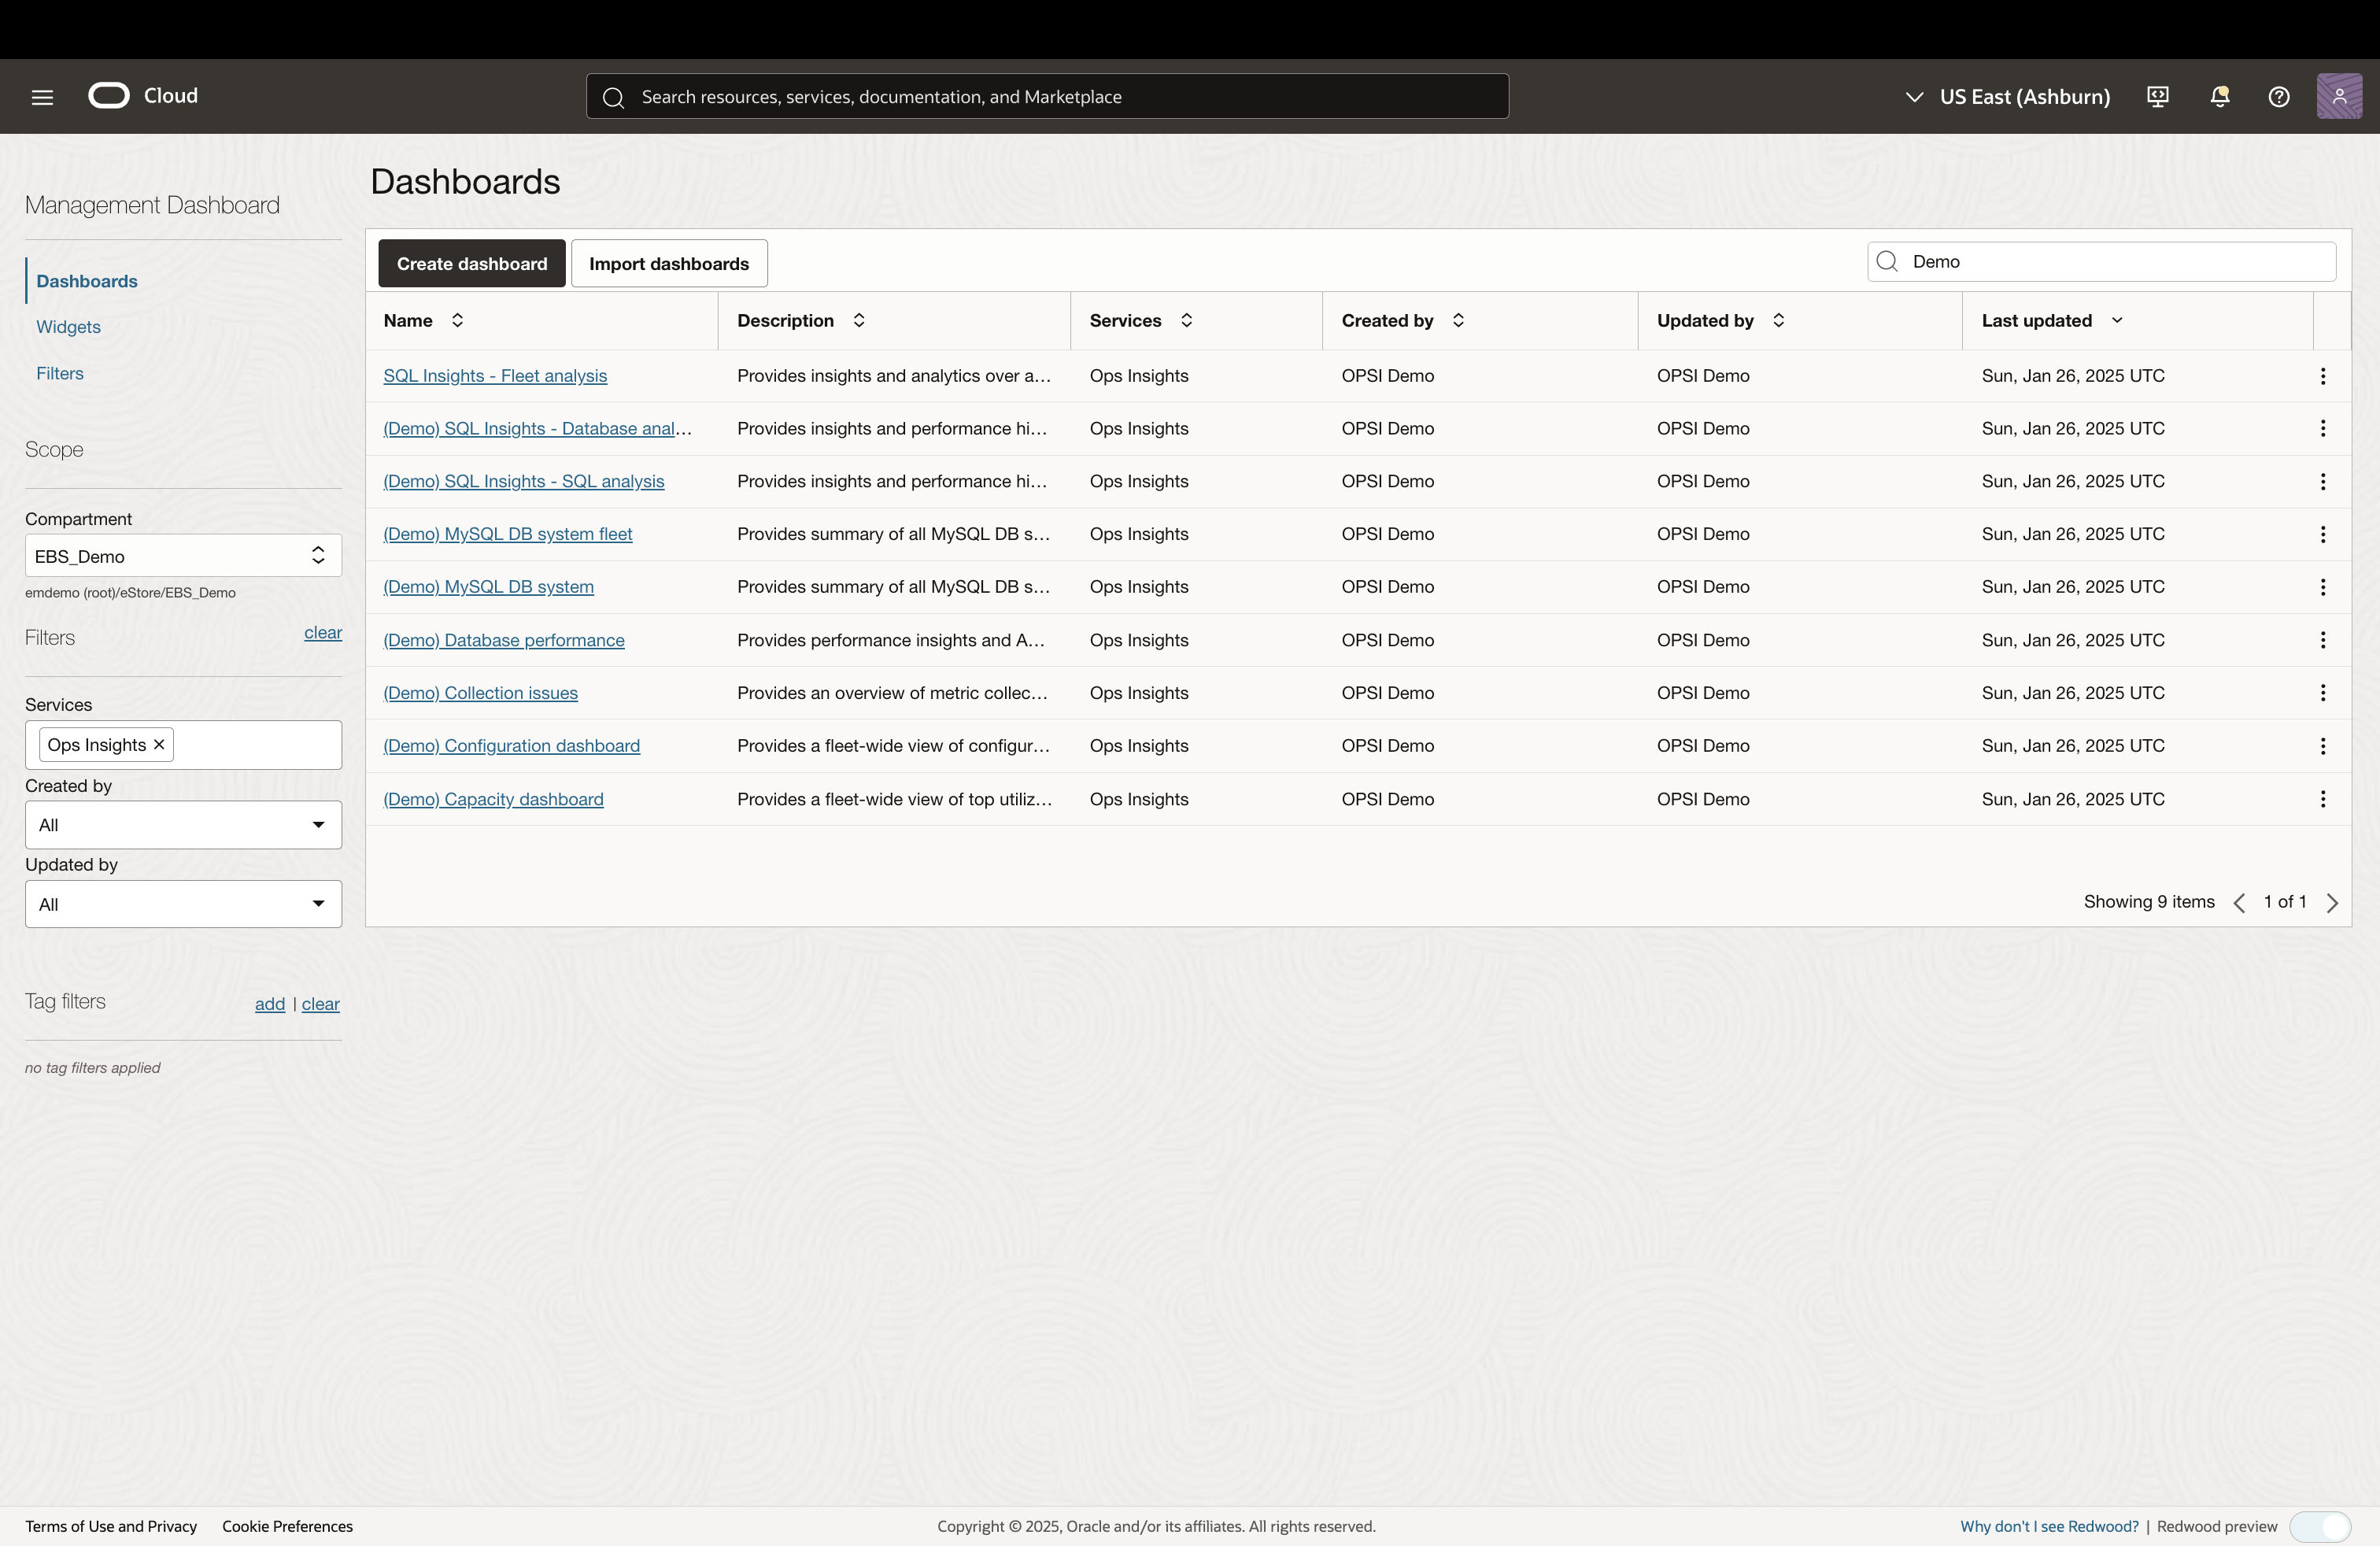 Cloud
Search resources, services, documentation, and Marketplace
US East (Ashburn)
Management Dashboard
Dashboards
Widgets
Filters
Scope
Compartment
EBS_Demo
emdemo (root)/eStore/EBS_Demo
Filters clear
Services
Ops Insights ×
Created by
All
Updated by
All
Tag filters add | clear
no tag filters applied
Dashboards
Create dashboard Import dashboards Demo
Name Description Services Created by Updated by Last updated
SQL Insights - Fleet analysis Provides insights and analytics over a... Ops Insights OPSI Demo OPSI Demo Sun, Jan 26, 2025 UTC
(Demo) SQL Insights - Database anal... Provides insights and performance hi... Ops Insights OPSI Demo OPSI Demo Sun, Jan 26, 2025 UTC
(Demo) SQL Insights - SQL analysis Provides insights and performance hi... Ops Insights OPSI Demo OPSI Demo Sun, Jan 26, 2025 UTC
(Demo) MySQL DB system fleet Provides summary of all MySQL DB s... Ops Insights OPSI Demo OPSI Demo Sun, Jan 26, 2025 UTC
(Demo) MySQL DB system Provides summary of all MySQL DB s... Ops Insights OPSI Demo OPSI Demo Sun, Jan 26, 2025 UTC
(Demo) Database performance Provides performance insights and A... Ops Insights OPSI Demo OPSI Demo Sun, Jan 26, 2025 UTC
(Demo) Collection issues Provides an overview of metric collec... Ops Insights OPSI Demo OPSI Demo Sun, Jan 26, 2025 UTC
(Demo) Configuration dashboard Provides a fleet-wide view of configur... Ops Insights OPSI Demo OPSI Demo Sun, Jan 26, 2025 UTC
(Demo) Capacity dashboard Provides a fleet-wide view of top utiliz... Ops Insights OPSI Demo OPSI Demo Sun, Jan 26, 2025 UTC
Showing 9 items 1 of 1
Terms of Use and Privacy Cookie Preferences Copyright © 2025, Oracle and/or its affiliates. All rights reserved. Why don't I see Redwood? | Redwood preview